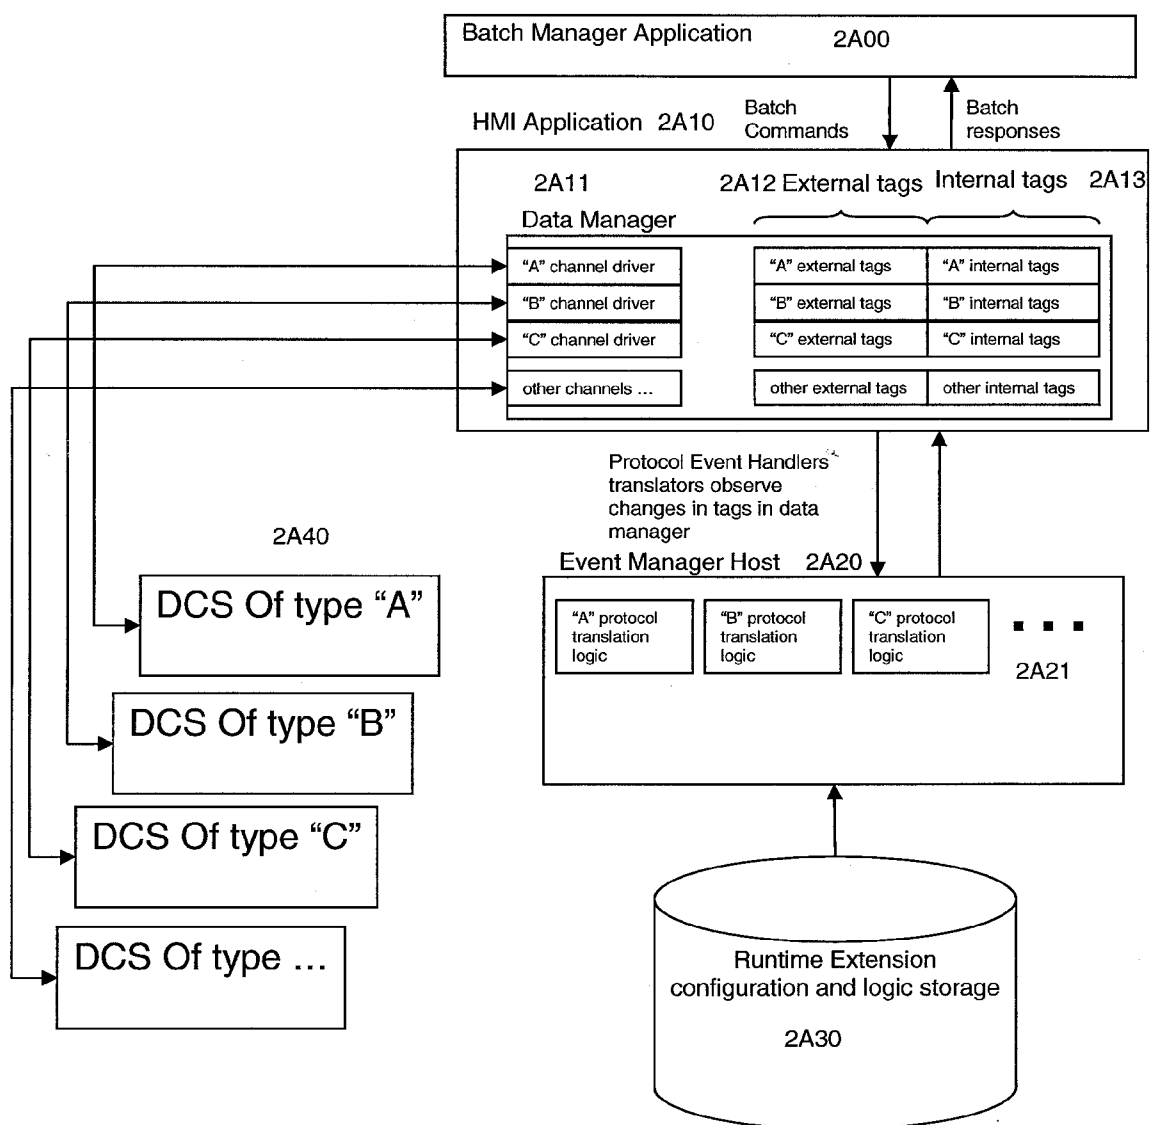 Batch Manager Application 2A00
Batch
Commands
Batch
responses
HMI Application 2A10
2A11
2A12 External tags
Internal tags 2A13
Data Manager
“A” channel driver
“A” external tags
“A” internal tags
“B” channel driver
“B” external tags
“B” internal tags
“C” channel driver
“C” external tags
“C” internal tags
other channels ...
other external tags
other internal tags
Protocol Event Handlers
translators observe
changes in tags in data
manager
2A40
Event Manager Host 2A20
DCS Of type “A”
“A” protocol
translation
logic
“B” protocol
translation
logic
“C” protocol
translation
logic
2A21
DCS Of type “B”
DCS Of type “C”
DCS Of type ...
Runtime Extension
configuration and logic storage
2A30